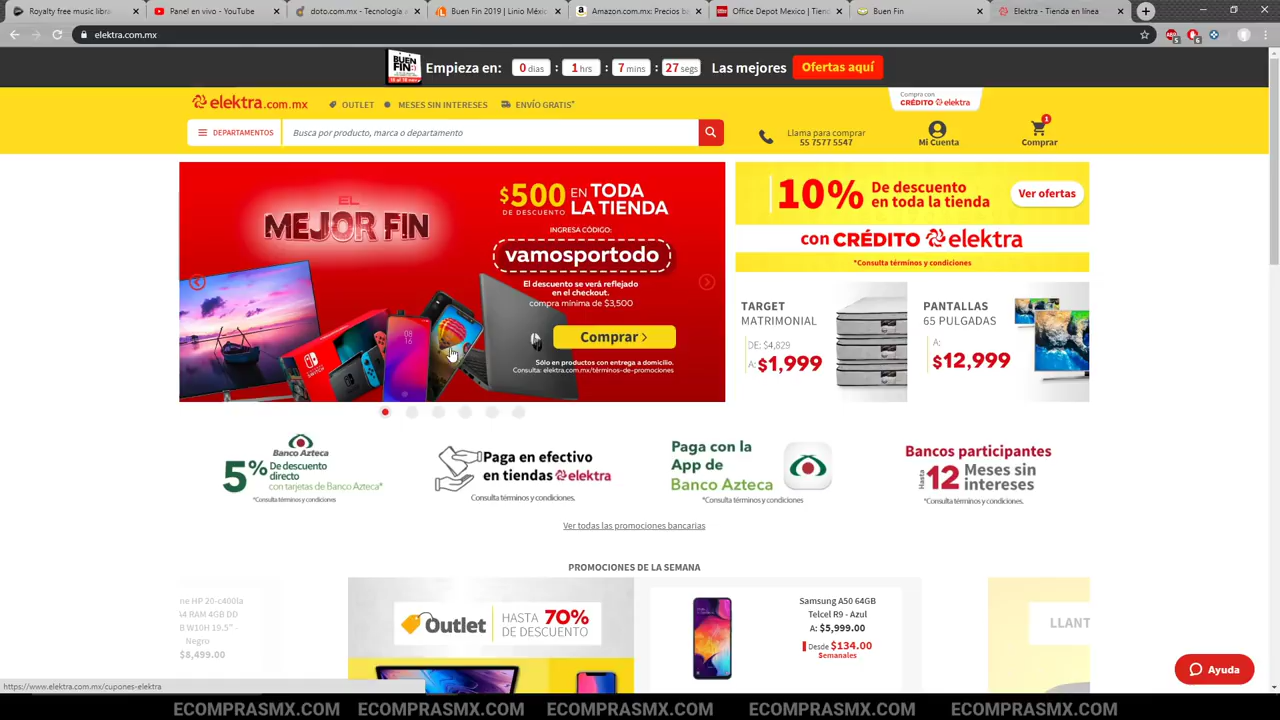 Royalty free music libra
Panel en vivo - YouTube
doto.com.mx - Tecnología a
Buen Fin 2019 | Linio Méxic
Amazon.com.mx: Precios b
Office Depot Mexico | Tiend
Buen Fin
Elektra - Tienda en línea
elektra.com.mx
BUEN FIN
Empieza en: 0 dias : 1 hrs : 7 mins : 27 segs Las mejores Ofertas aquí
elektra.com.mx OUTLET MESES SIN INTERESES ENVÍO GRATIS*
Compra con
CRÉDITO elektra
DEPARTAMENTOS Busca por producto, marca o departamento
Llama para comprar
55 7577 5547
Mi Cuenta
1
Comprar
EL
MEJOR FIN
$500 EN TODA
DE DESCUENTO LA TIENDA
INGRESA CÓDIGO:
vamosportodo
El descuento se verá reflejado
en el checkout.
compra mínima de $3,500
Comprar >
Sólo en productos con entrega a domicilio.
Consulta: elektra.com.mx/términos-de-promociones
10% De descuento
en toda la tienda
Ver ofertas
con CRÉDITO elektra
*Consulta términos y condiciones
TARGET
MATRIMONIAL
DE: $4,829
A: $1,999
PANTALLAS
65 PULGADAS
A:
$12,999
Banco Azteca
5% De descuento
directo
con tarjetas de Banco Azteca*
*Consulta términos y condiciones
Paga en efectivo
en tiendas elektra
Consulta términos y condiciones.
Paga con la
App de
Banco Azteca
*Consulta términos y condiciones
Bancos participantes
Hasta 12 Meses sin
intereses
*Consulta términos y condiciones.
Ver todas las promociones bancarias
PROMOCIONES DE LA SEMANA
ne HP 20-c400la
A4 RAM 4GB DD
B W10H 19,5" -
Negro
$8,499.00
Outlet HASTA 70%
DE DESCUENTO
Samsung A50 64GB
Telcel R9 - Azul
A: $5,999.00
Desde $134.00
Semanales
LLANT
Ayuda
https://www.elektra.com.mx/cupones-elektra
ECOMPRASMX.COM ECOMPRASMX.COM ECOMPRASMX.COM ECOMPRASMX.COM ECOMPRASMX.COM